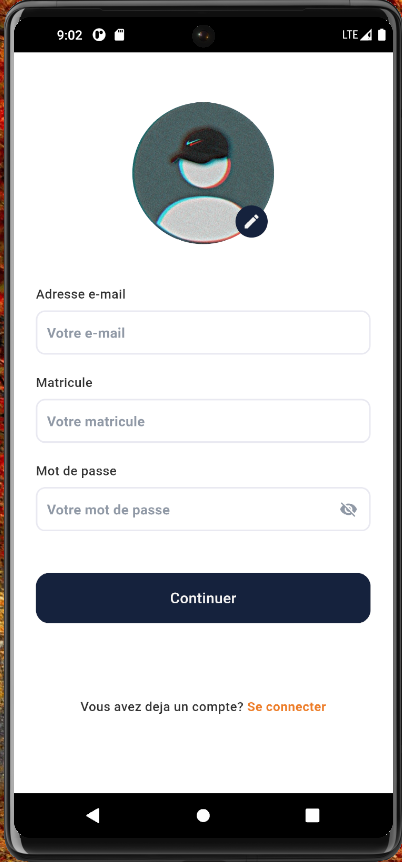 9:02
LTE
Adresse e-mail
Votre e-mail
Matricule
Votre matricule
Mot de passe
Votre mot de passe
Continuer
Vous avez deja un compte? Se connecter